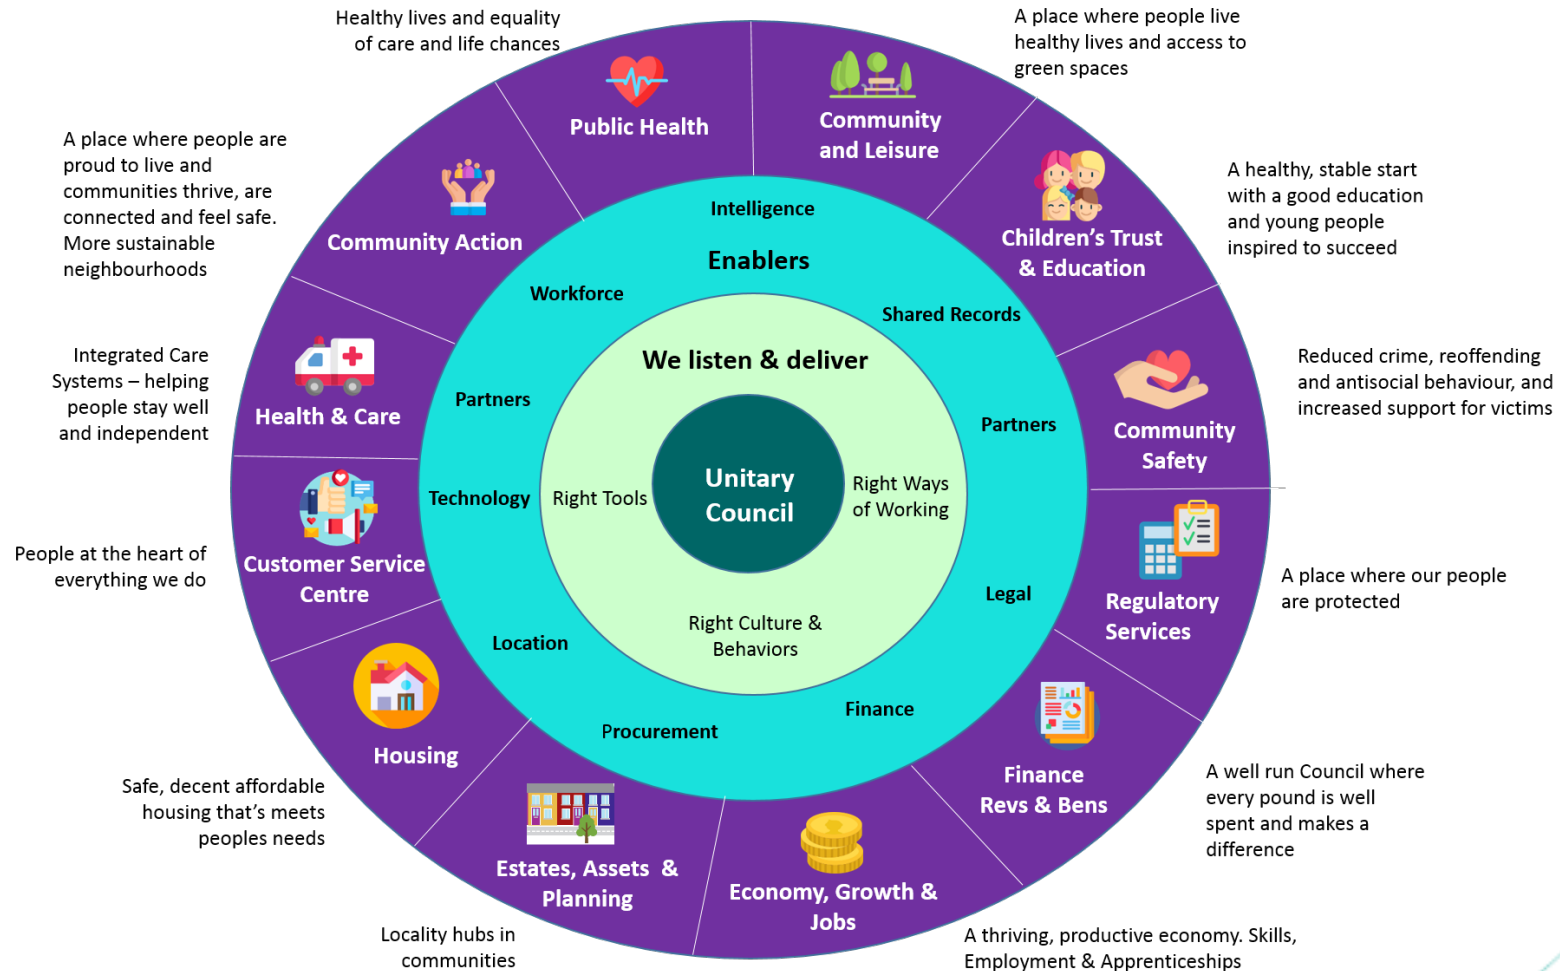 Healthy lives and equality
of care and life chances
A place where people live
healthy lives and access to
green spaces
Public Health
Community
and Leisure
A place where people are
proud to live and
communities thrive, are
connected and feel safe.
More sustainable
neighbourhoods
Community Action
Children's Trust
& Education
A healthy, stable start
with a good education
and young people
inspired to succeed
Intelligence
Enablers
Workforce
Shared Records
Partners
Partners
Technology
Legal
Location
Finance
Procurement
We listen & deliver
Right Tools
Unitary
Council
Right Ways
of Working
Right Culture &
Behaviors
Integrated Care
Systems – helping
people stay well
and independent
Health & Care
Community
Safety
Reduced crime, reoffending
and antisocial behaviour, and
increased support for victims
People at the heart of
everything we do
Customer Service
Centre
Regulatory
Services
A place where our people
are protected
Housing
Safe, decent affordable
housing that's meets
peoples needs
Finance
Revs & Bens
A well run Council where
every pound is well
spent and makes a
difference
Estates, Assets &
Planning
Locality hubs in
communities
Economy, Growth &
Jobs
A thriving, productive economy. Skills,
Employment & Apprenticeships